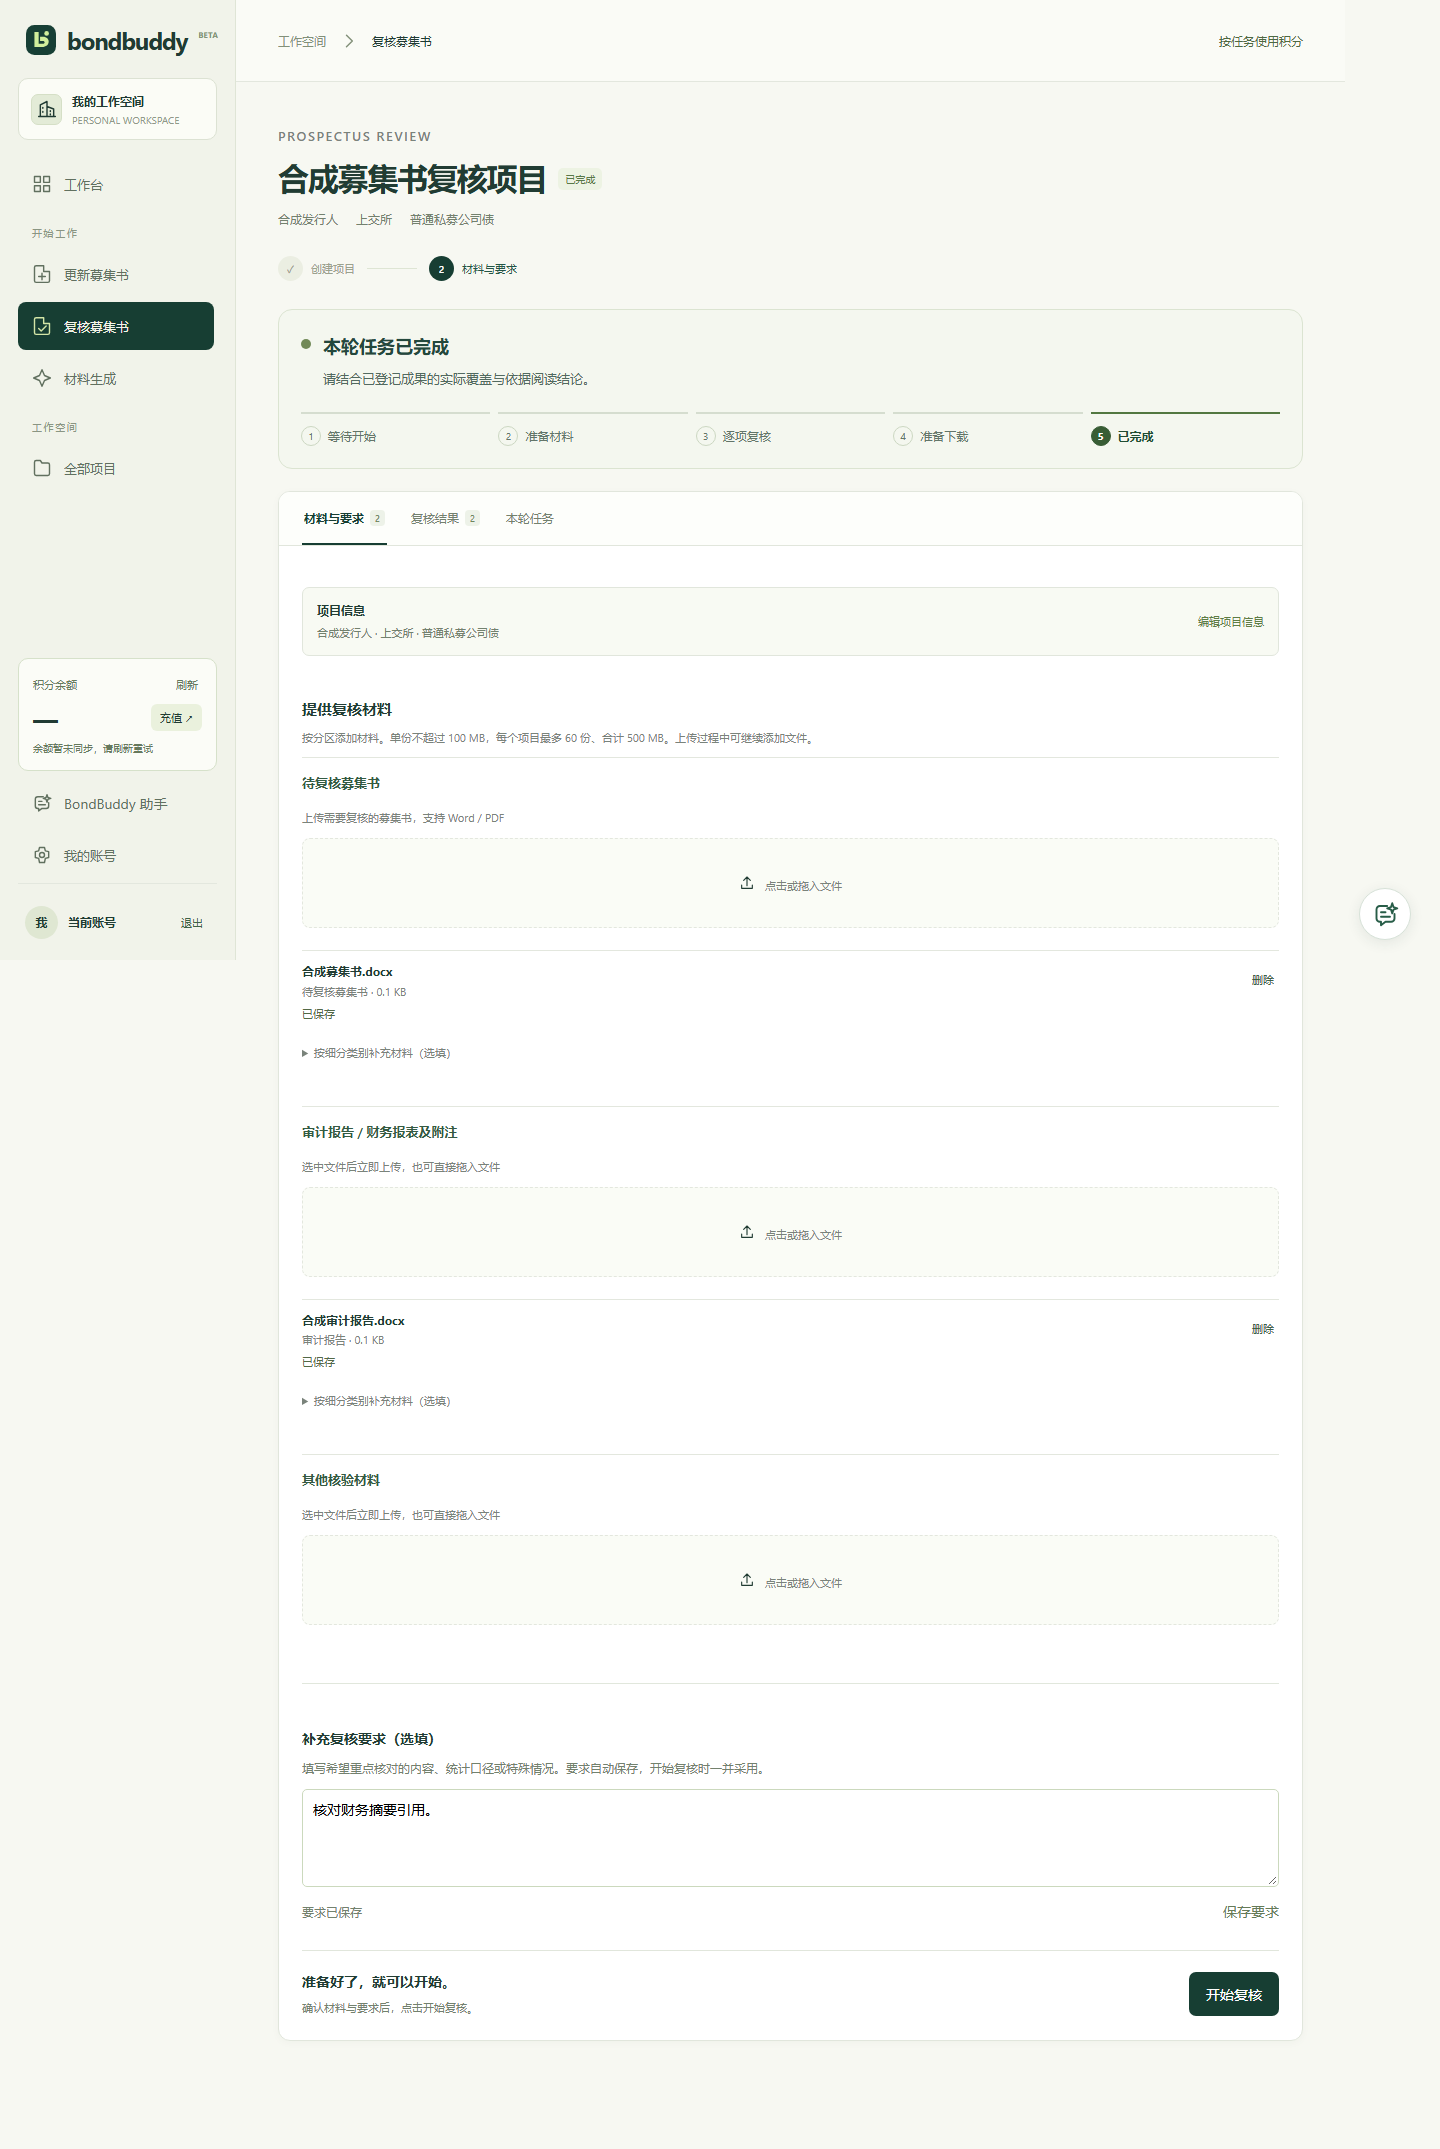 bondbuddy BETA
我的工作空间
PERSONAL WORKSPACE
工作台
开始工作
更新募集书
复核募集书
材料生成
工作空间
全部项目
积分余额 刷新
—
充值 ↗
余额暂未同步，请刷新重试
BondBuddy 助手
我的账号
我 当前账号 退出
工作空间 > 复核募集书
按任务使用积分
PROSPECTUS REVIEW
合成募集书复核项目 已完成
合成发行人 上交所 普通私募公司债
✓ 创建项目 2 材料与要求
本轮任务已完成
请结合已登记成果的实际覆盖与依据阅读结论。
1 等待开始 2 准备材料 3 逐项复核 4 准备下载 5 已完成
材料与要求 2 复核结果 2 本轮任务
项目信息
合成发行人 · 上交所 · 普通私募公司债
编辑项目信息
提供复核材料
按分区添加材料。单份不超过 100 MB，每个项目最多 60 份、合计 500 MB。上传过程中可继续添加文件。
待复核募集书
上传需要复核的募集书，支持 Word / PDF
点击或拖入文件
合成募集书.docx
待复核募集书 · 0.1 KB
已保存
删除
▶ 按细分类别补充材料（选填）
审计报告 / 财务报表及附注
选中文件后立即上传，也可直接拖入文件
点击或拖入文件
合成审计报告.docx
审计报告 · 0.1 KB
已保存
删除
▶ 按细分类别补充材料（选填）
其他核验材料
选中文件后立即上传，也可直接拖入文件
点击或拖入文件
补充复核要求（选填）
填写希望重点核对的内容、统计口径或特殊情况。要求自动保存，开始复核时一并采用。
核对财务摘要引用。
要求已保存 保存要求
准备好了，就可以开始。
确认材料与要求后，点击开始复核。
开始复核